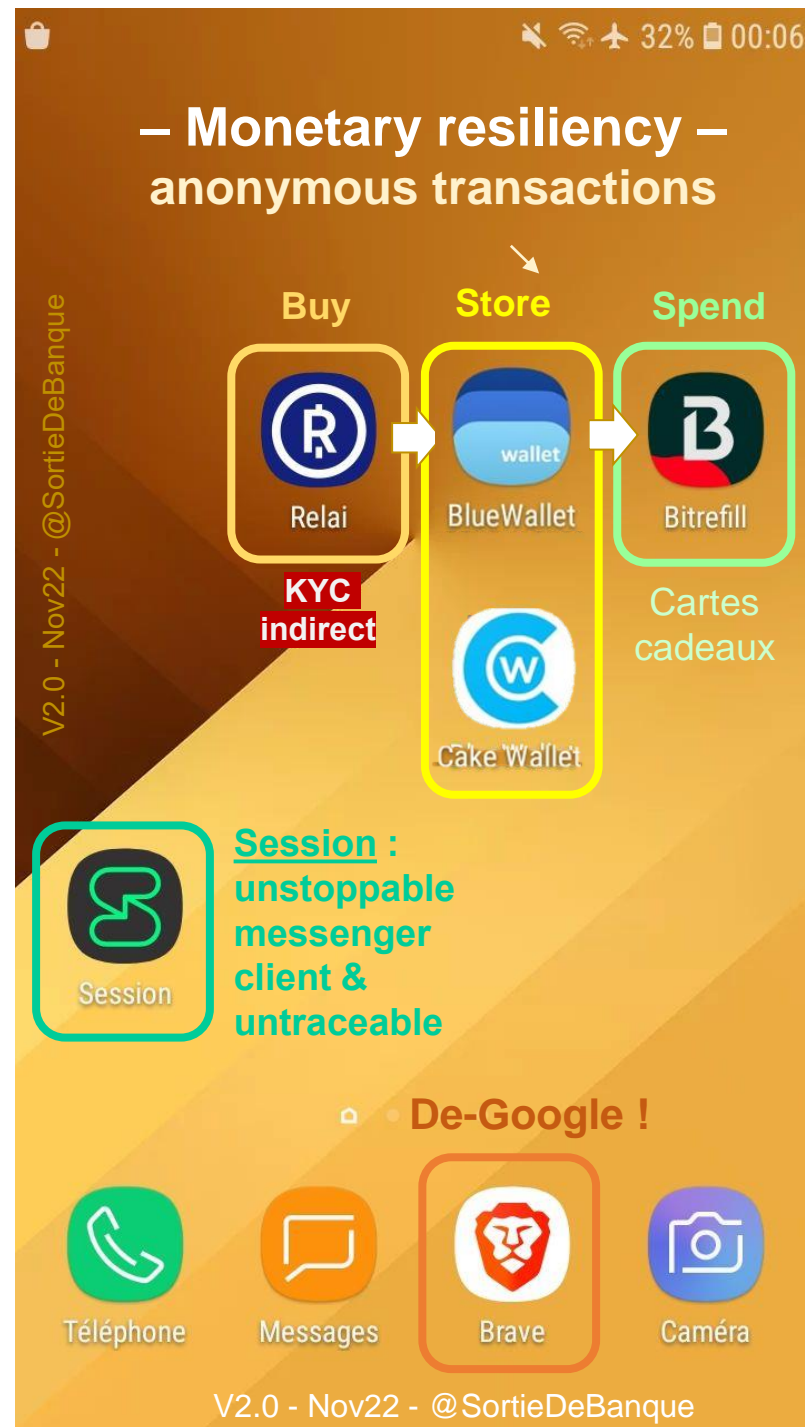 32% 00:06
– Monetary resiliency –
anonymous transactions
Buy
Store
Spend
wallet
Relai
BlueWallet
Bitrefill
KYC
indirect
Cartes
cadeaux
Cake Wallet
V2.0 - Nov22 - @SortieDeBanque
Session :
unstoppable
messenger
client &
untraceable
Session
De-Google !
Téléphone
Messages
Brave
Caméra
V2.0 - Nov22 - @SortieDeBanque